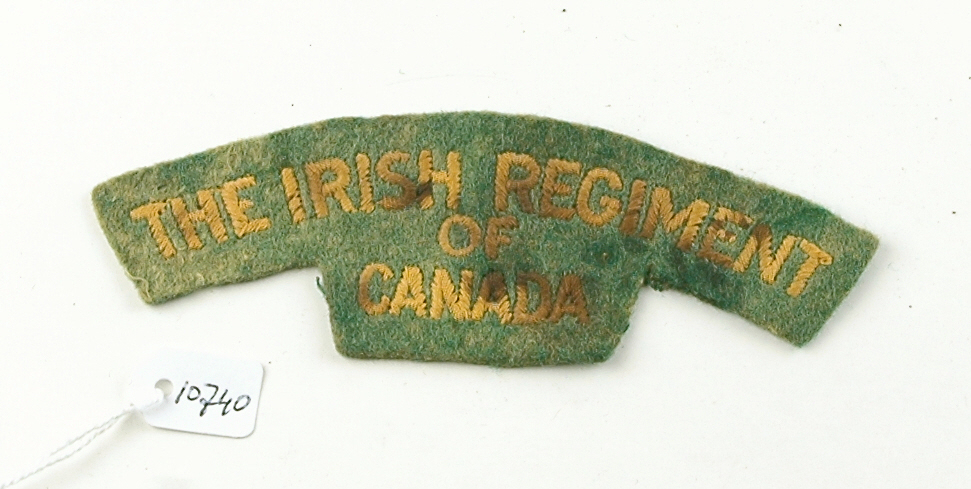 THE IRISH REGIMENT
OF
CANADA
10740